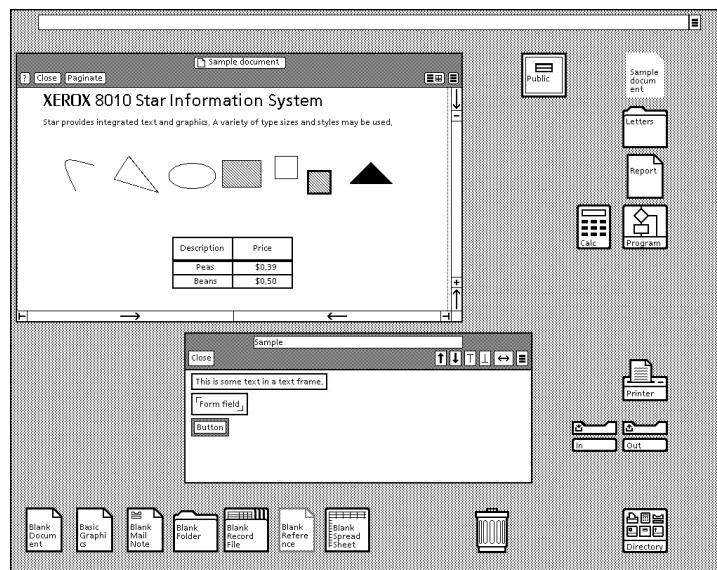 Sample document
? Close Paginate
XEROX 8010 Star Information System
Star provides integrated text and graphics. A variety of type sizes and styles may be used.
Description Price
Peas $0.39
Beans $0.50
Public
Sample
docum
ent
Letters
Report
Calc
Program
Sample
Close
This is some text in a text frame.
Form field
Button
Printer
In
Out
Blank
Docum
ent
Basic
Graphi
cs
Blank
Mail
Note
Blank
Folder
Blank
Record
File
Blank
Refere
nce
Blank
Spread
Sheet
Directory